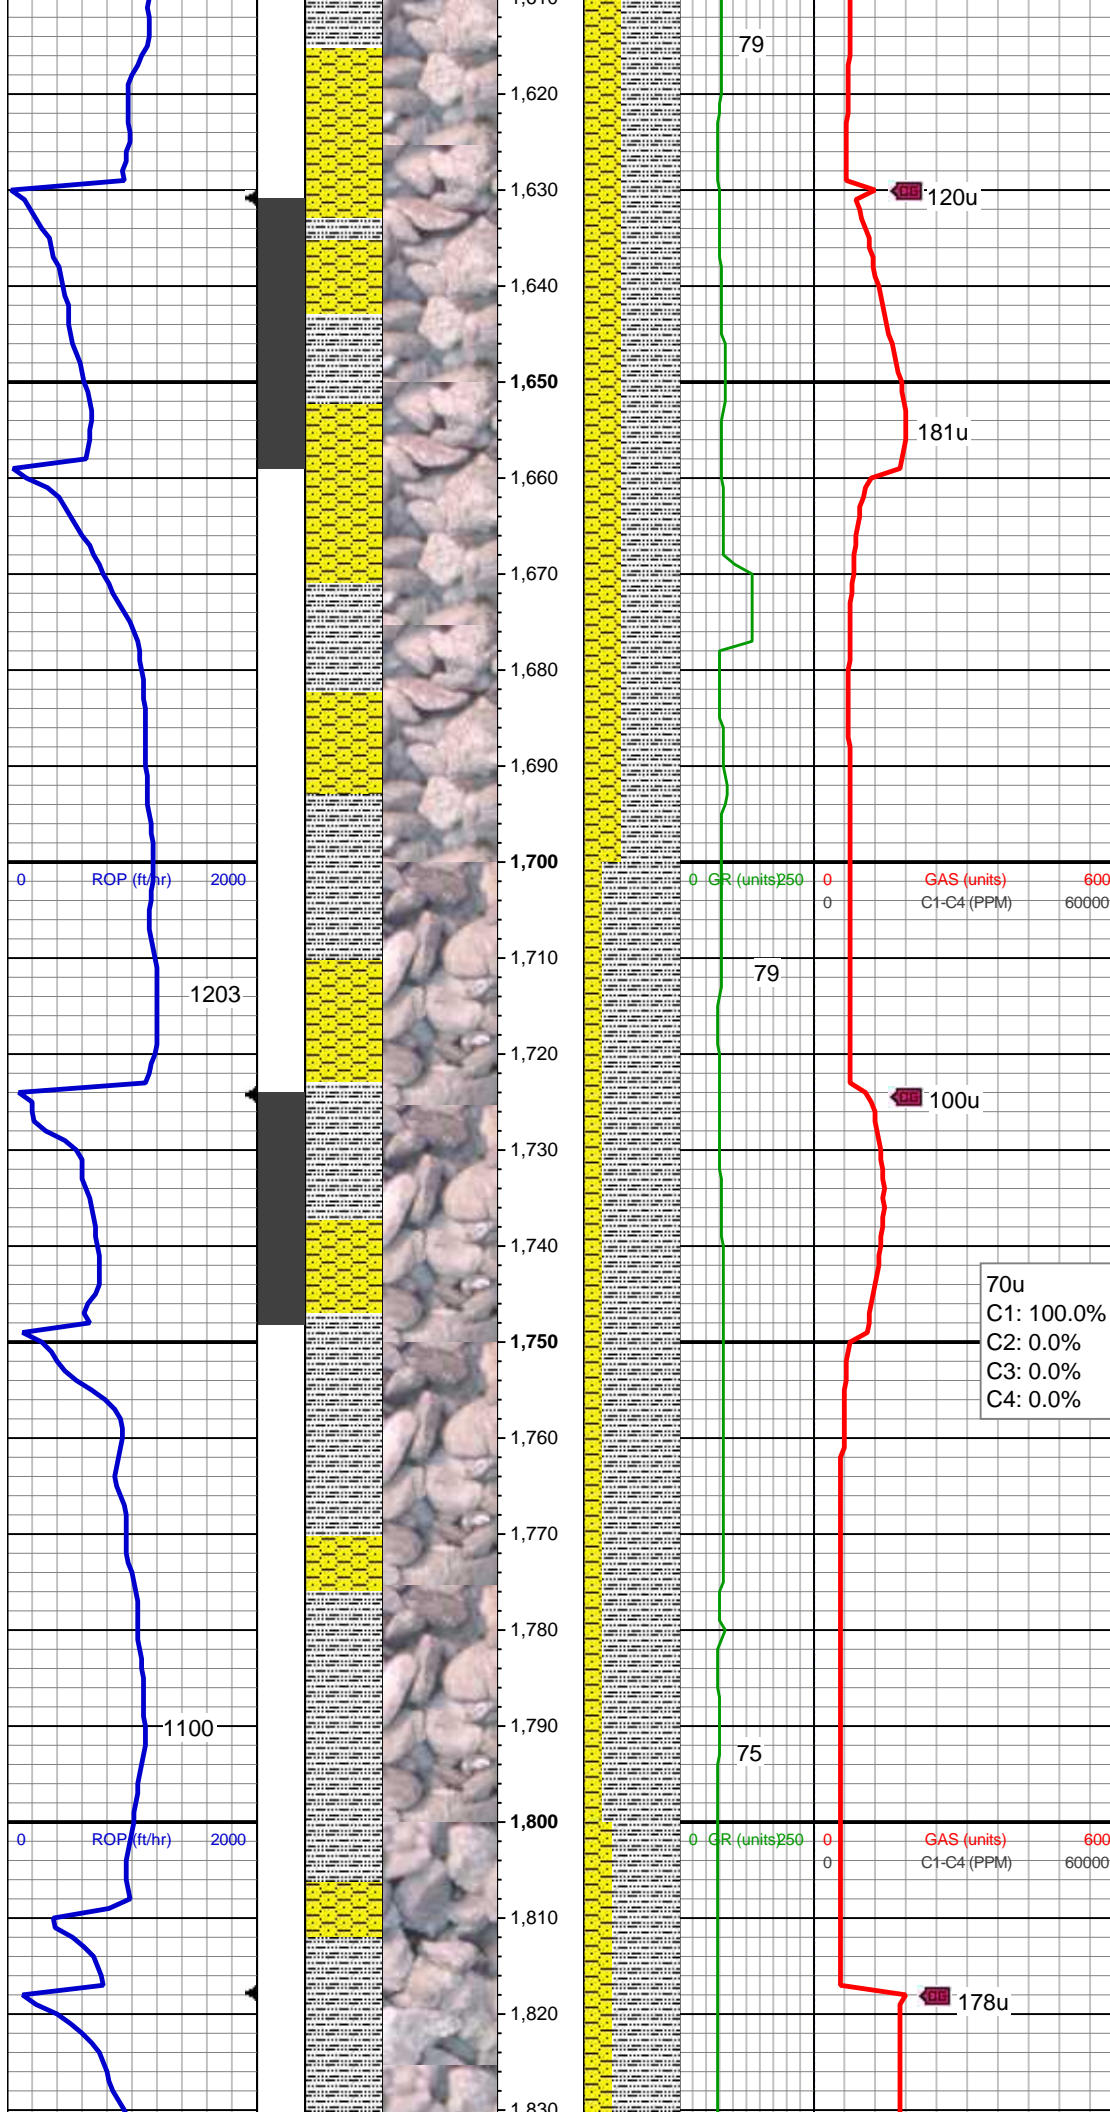 79
1,620
1,630
CG 120u
1,640
1,650
181u
1,660
1,670
1,680
1,690
1,700
0 ROP (ft/hr) 2000
0 GR (units) 250
0 GAS (units) 600
0 C1-C4 (PPM) 60000
1,710
79
1203
1,720
CG 100u
1,730
1,740
70u
C1: 100.0%
C2: 0.0%
C3: 0.0%
C4: 0.0%
1,750
1,760
1,770
1,780
1,790
1100
75
1,800
0 ROP (ft/hr) 2000
0 GR (units) 250
0 GAS (units) 600
0 C1-C4 (PPM) 60000
1,810
CG 178u
1,820
1,830